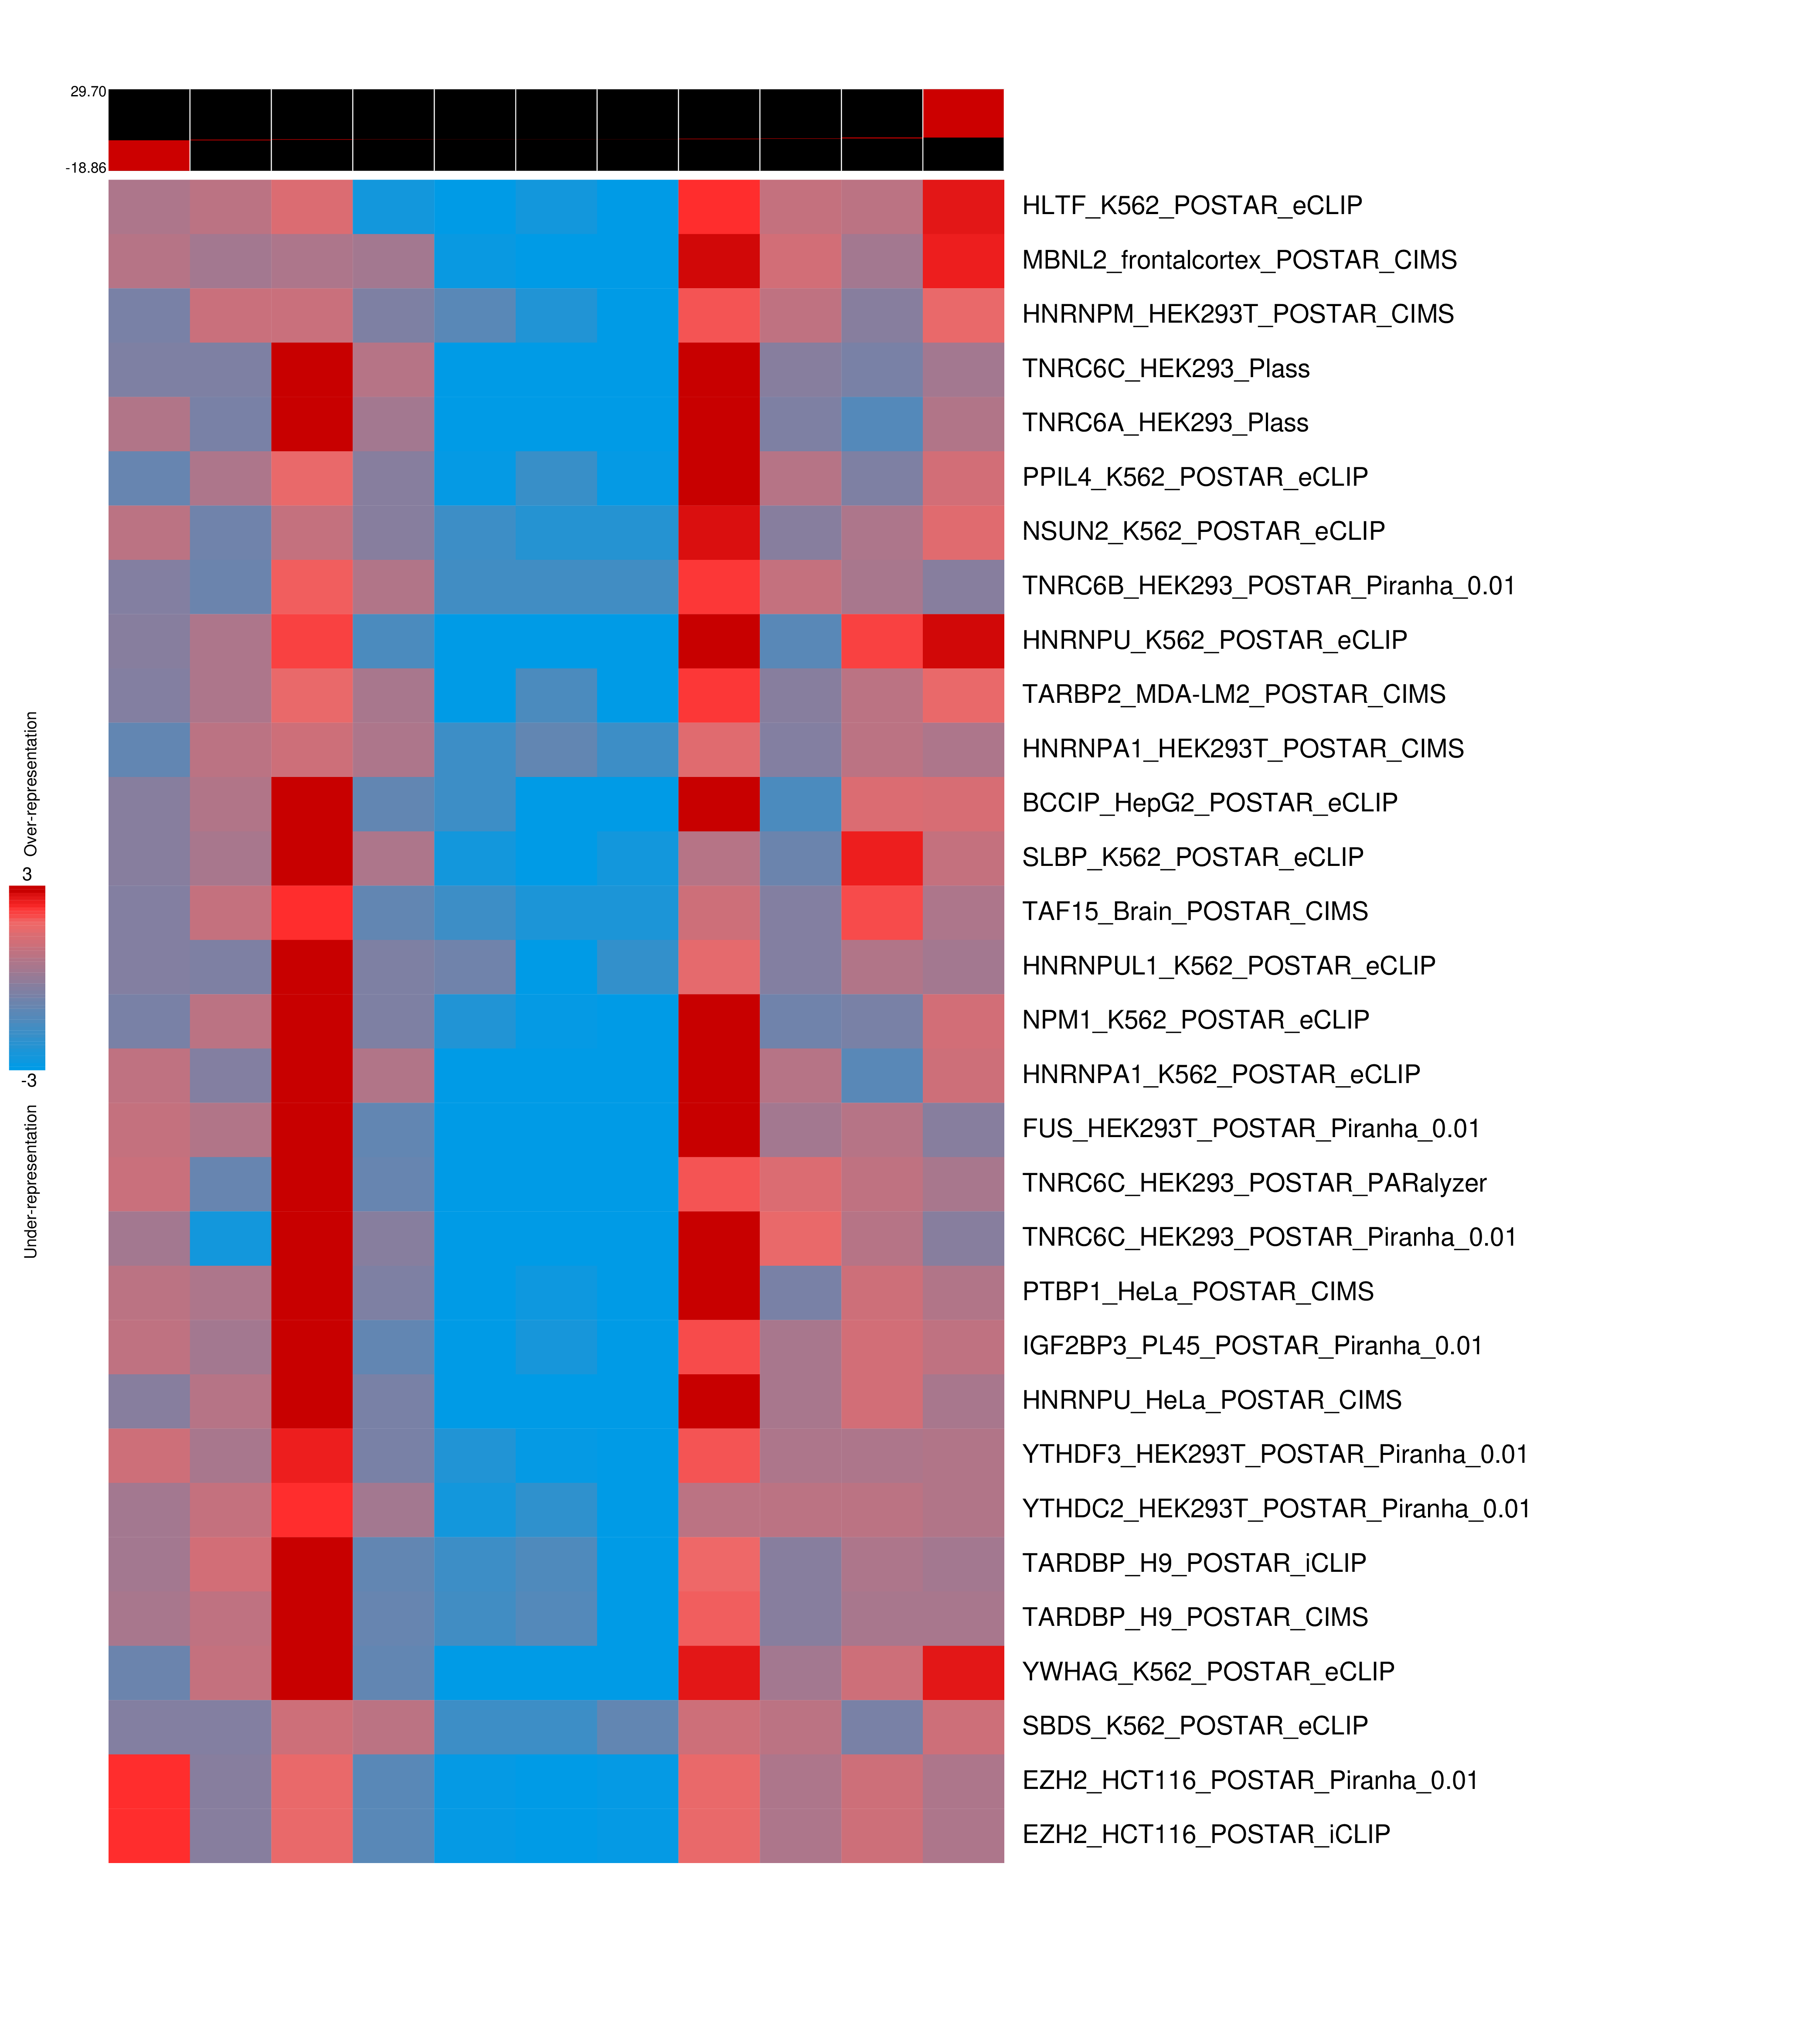 29.70
-18.86
HLTF_K562_POSTAR_eCLIP
MBNL2_frontalcortex_POSTAR_CIMS
HNRNPM_HEK293T_POSTAR_CIMS
TNRC6C_HEK293_Plass
TNRC6A_HEK293_Plass
PPIL4_K562_POSTAR_eCLIP
NSUN2_K562_POSTAR_eCLIP
TNRC6B_HEK293_POSTAR_Piranha_0.01
HNRNPU_K562_POSTAR_eCLIP
TARBP2_MDA-LM2_POSTAR_CIMS
HNRNPA1_HEK293T_POSTAR_CIMS
BCCIP_HepG2_POSTAR_eCLIP
SLBP_K562_POSTAR_eCLIP
TAF15_Brain_POSTAR_CIMS
HNRNPUL1_K562_POSTAR_eCLIP
NPM1_K562_POSTAR_eCLIP
HNRNPA1_K562_POSTAR_eCLIP
FUS_HEK293T_POSTAR_Piranha_0.01
TNRC6C_HEK293_POSTAR_PARalyzer
TNRC6C_HEK293_POSTAR_Piranha_0.01
PTBP1_HeLa_POSTAR_CIMS
IGF2BP3_PL45_POSTAR_Piranha_0.01
HNRNPU_HeLa_POSTAR_CIMS
YTHDF3_HEK293T_POSTAR_Piranha_0.01
YTHDC2_HEK293T_POSTAR_Piranha_0.01
TARDBP_H9_POSTAR_iCLIP
TARDBP_H9_POSTAR_CIMS
YWHAG_K562_POSTAR_eCLIP
SBDS_K562_POSTAR_eCLIP
EZH2_HCT116_POSTAR_Piranha_0.01
EZH2_HCT116_POSTAR_iCLIP
Over-representation
3
-3
Under-representation